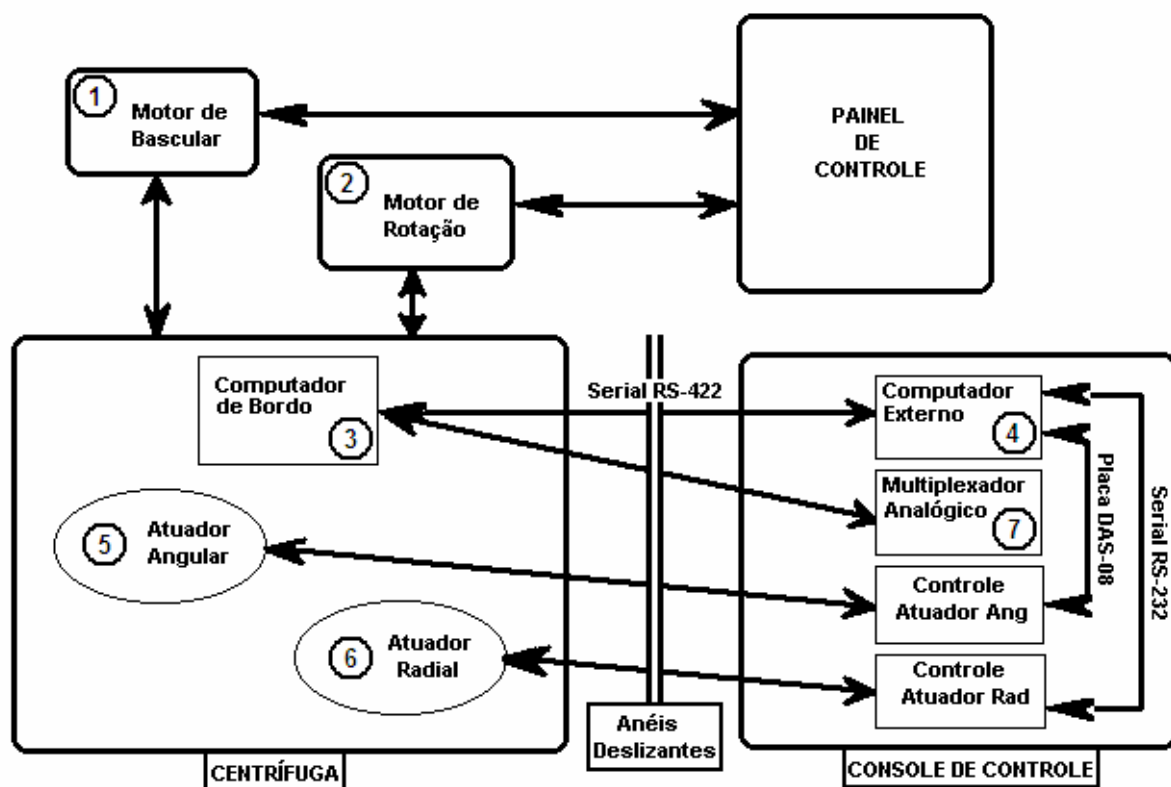 1
Motor de
Bascular
PAINEL
DE
CONTROLE
2
Motor de
Rotação
Computador
de Bordo
3
Serial RS-422
Computador
Externo
4
Multiplexador
Analógico
7
Placa DAS-08
Serial RS-232
5
Atuador
Angular
Controle
Atuador Ang
6
Atuador
Radial
Controle
Atuador Rad
Anéis
Deslizantes
CENTRÍFUGA
CONSOLE DE CONTROLE